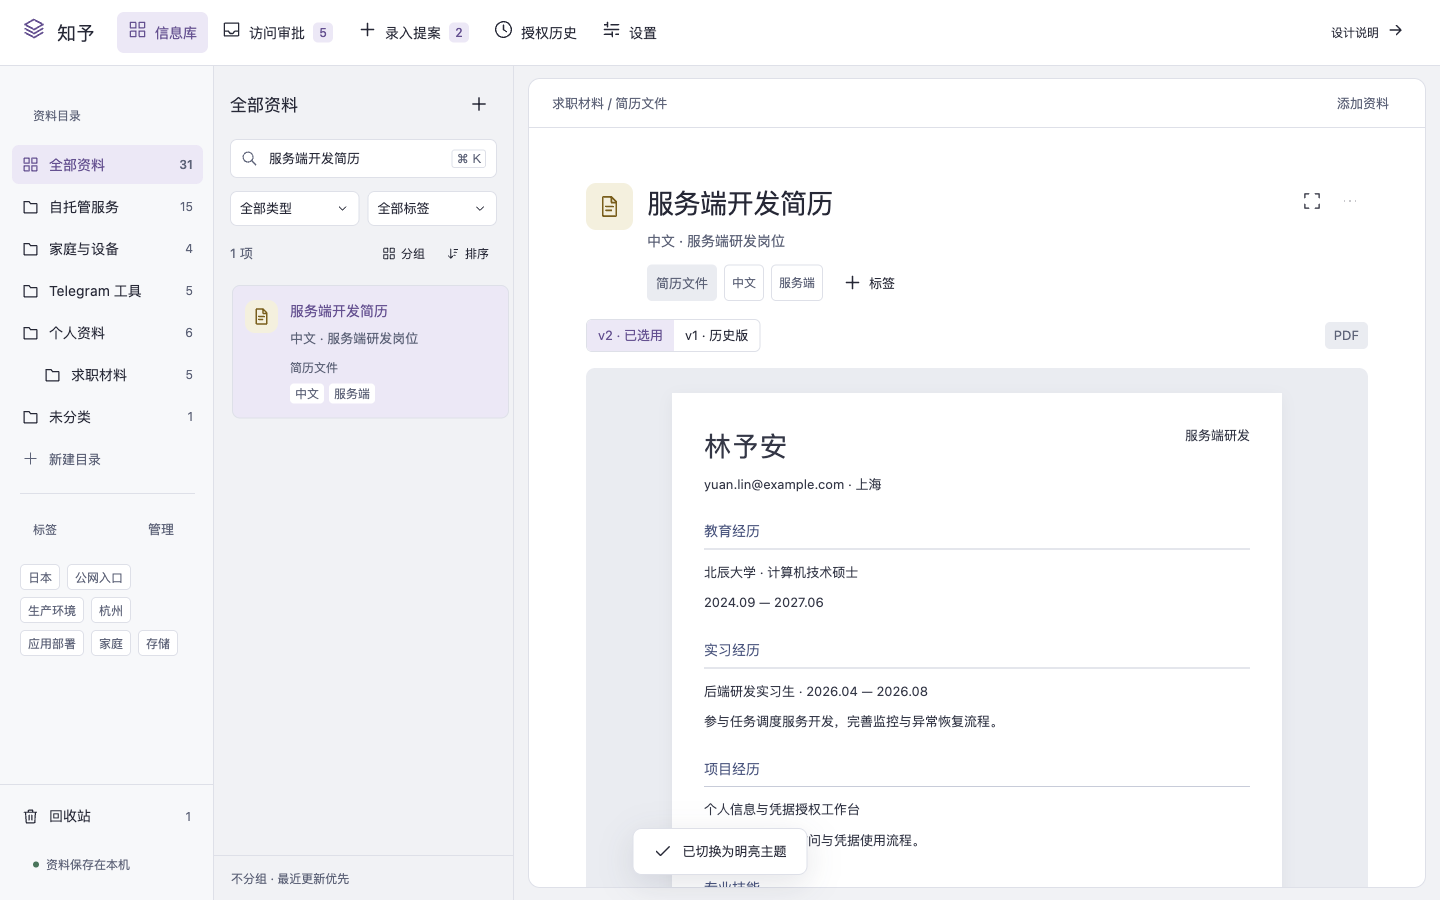 知予
信息库
访问审批 5
录入提案 2
授权历史
设置
设计说明
资料目录
全部资料 31
自托管服务 15
家庭与设备 4
Telegram 工具 5
个人资料 6
求职材料 5
未分类 1
新建目录
标签 管理
日本 公网入口
生产环境 杭州
应用部署 家庭 存储
回收站 1
资料保存在本机
全部资料
服务端开发简历 ⌘ K
全部类型 全部标签
1 项 分组 排序
服务端开发简历
中文 · 服务端研发岗位
简历文件
中文 服务端
不分组 · 最近更新优先
求职材料 / 简历文件 添加资料
服务端开发简历
中文 · 服务端研发岗位
简历文件 中文 服务端 标签
v2 · 已选用 v1 · 历史版 PDF
林予安 服务端研发
yuan.lin@example.com · 上海
教育经历
北辰大学 · 计算机技术硕士
2024.09 — 2027.06
实习经历
后端研发实习生 · 2026.04 — 2026.08
参与任务调度服务开发，完善监控与异常恢复流程。
项目经历
个人信息与凭据授权工作台
问与凭据使用流程。
已切换为明亮主题
专业技能